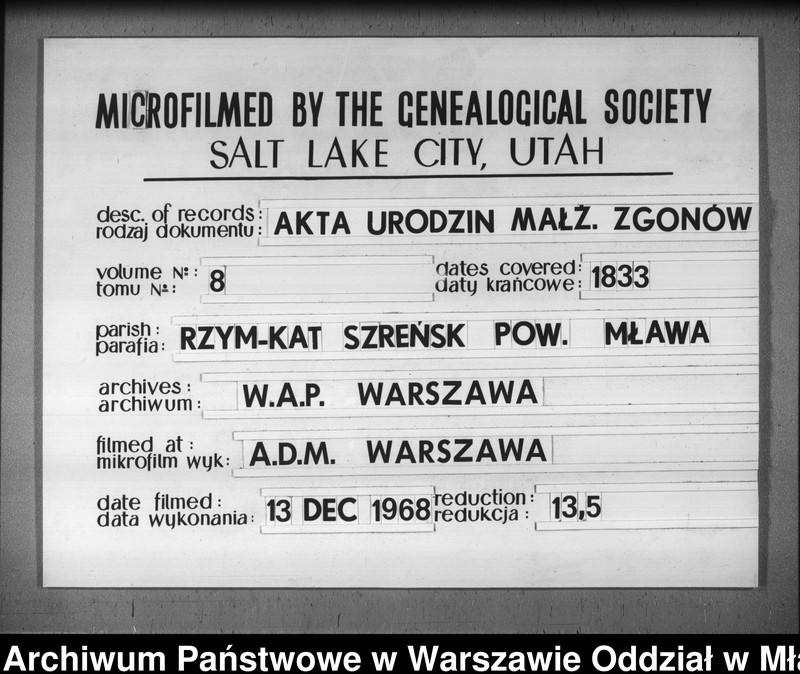 MICROFILMED BY THE GENEALOGICAL SOCIETY
SALT LAKE CITY, UTAH
desc. of records:
rodzaj dokumentu: AKTA URODZIN MAŁŻ. ZGONÓW
volume №:
tomu №: 8
dates covered:
daty krańcowe: 1833
parish:
parafia: RZYM-KAT SZREŃSK POW. MŁAWA
archives:
archiwum: W.A.P. WARSZAWA
filmed at:
mikrofilm wyk: A.D.M. WARSZAWA
date filmed:
data wykonania: 13 DEC 1968
reduction:
redukcja: 13,5
Archiwum Państwowe w Warszawie Oddział w Mła